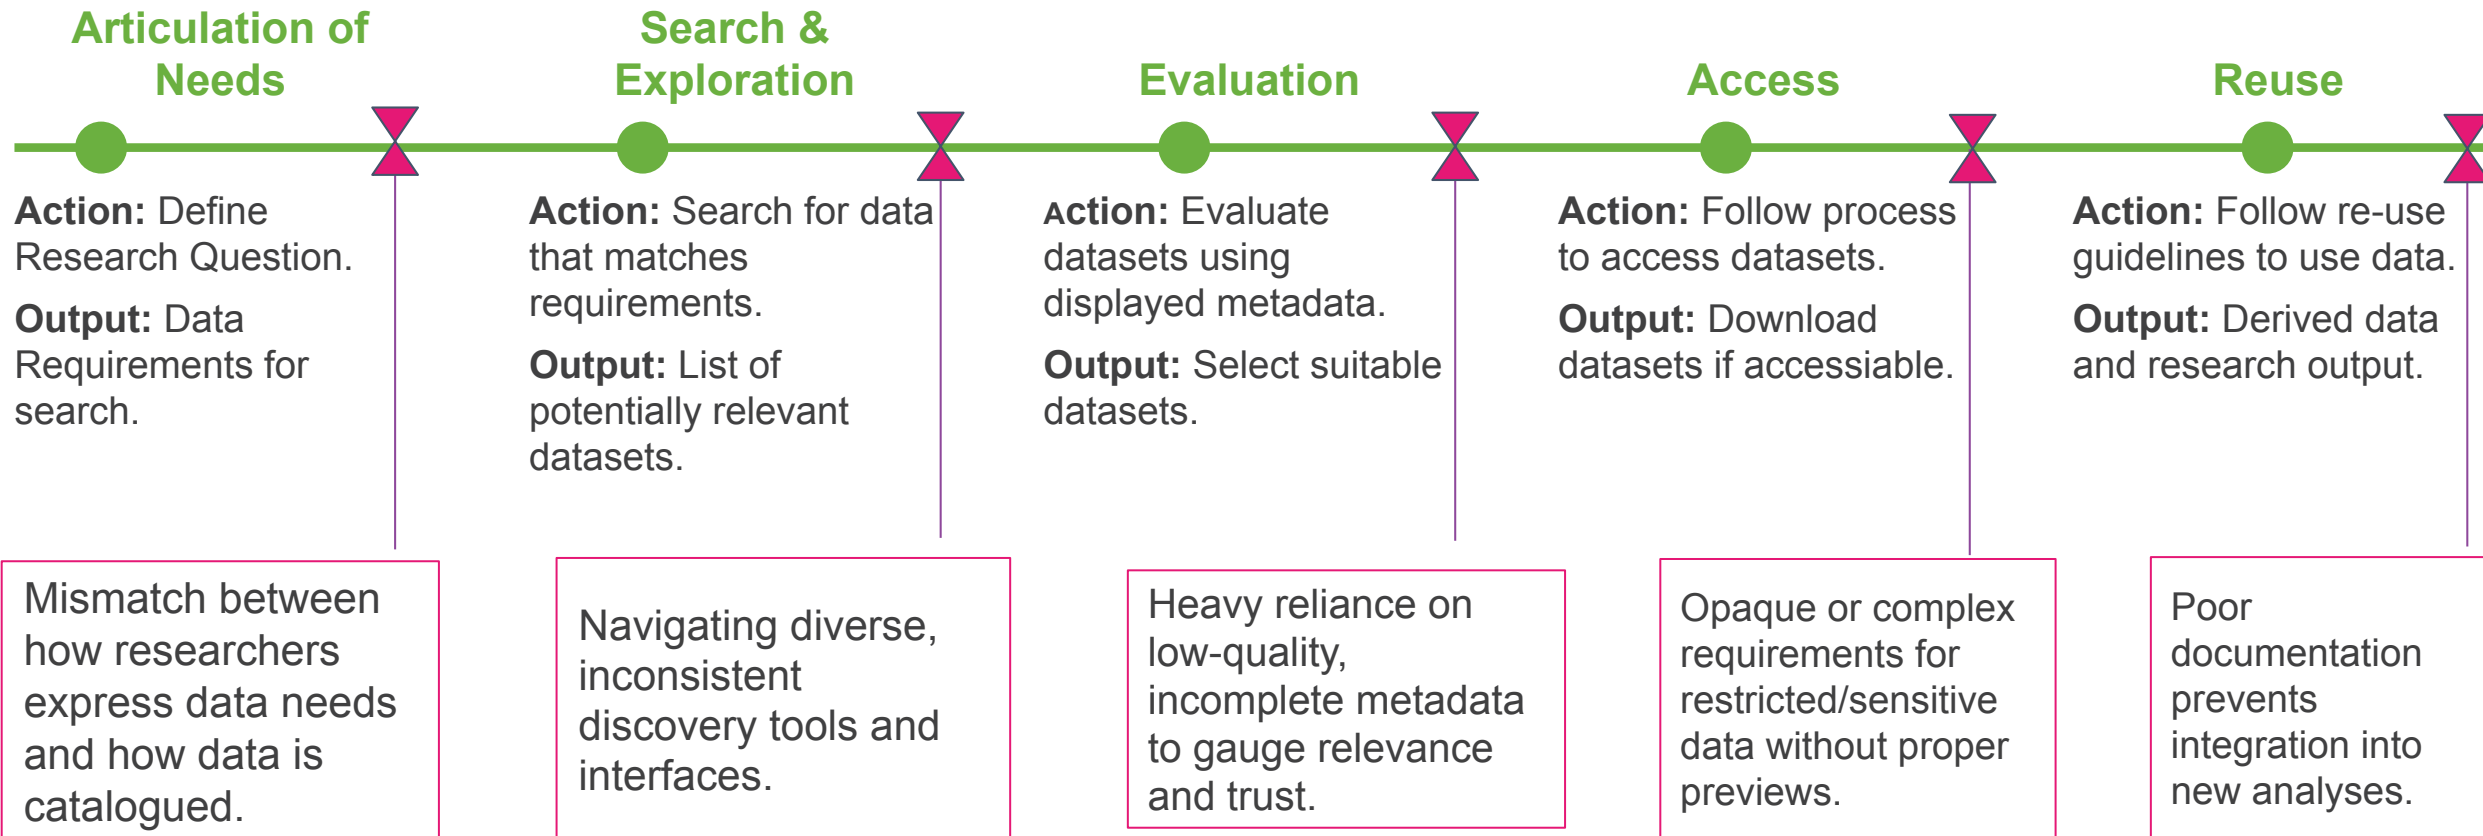 Articulation of
Needs
Search &
Exploration
Evaluation
Access
Reuse
Action: Define
Research Question.
Output: Data
Requirements for
search.
Action: Search for data
that matches
requirements.
Output: List of
potentially relevant
datasets.
Action: Evaluate
datasets using
displayed metadata.
Output: Select suitable
datasets.
Action: Follow process
to access datasets.
Output: Download
datasets if accessiable.
Action: Follow re-use
guidelines to use data.
Output: Derived data
and research output.
Mismatch between
how researchers
express data needs
and how data is
catalogued.
Navigating diverse,
inconsistent
discovery tools and
interfaces.
Heavy reliance on
low-quality,
incomplete metadata
to gauge relevance
and trust.
Opaque or complex
requirements for
restricted/sensitive
data without proper
previews.
Poor
documentation
prevents
integration into
new analyses.